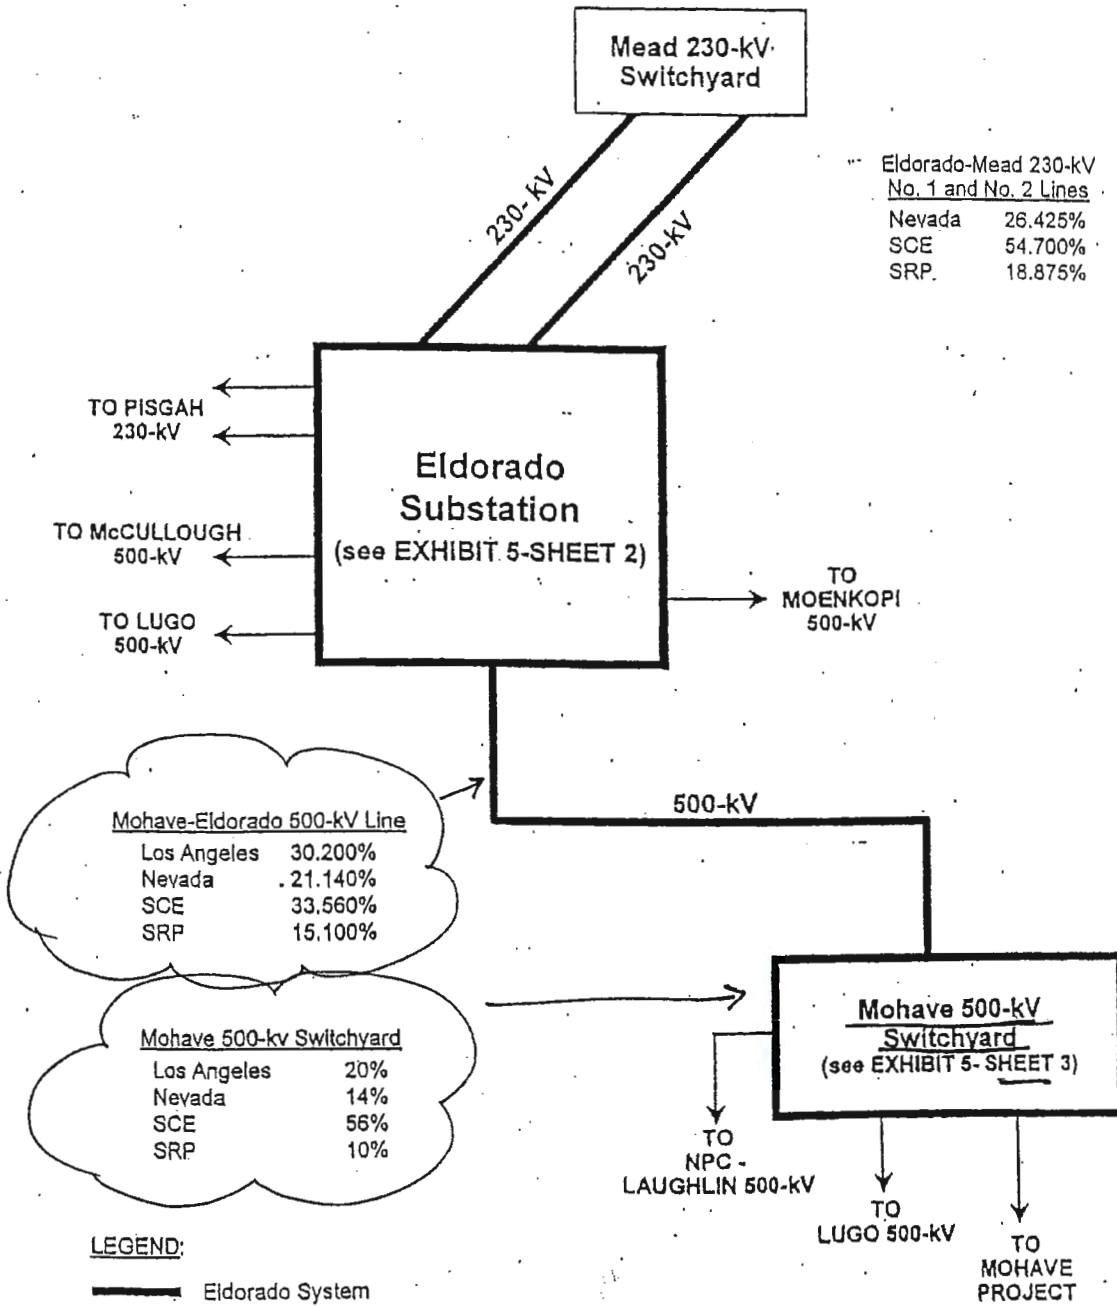 Mead 230-kV
Switchyard
230-kV
230-kV
Eldorado-Mead 230-kV
No. 1 and No. 2 Lines
Nevada 26.425%
SCE 54.700%
SRP. 18.875%
TO PISGAH
230-kV
TO McCULLOUGH
500-kV
TO LUGO
500-kV
Eldorado
Substation
(see EXHIBIT 5-SHEET 2)
TO
MOENKOPI
500-kV
500-kV
Mohave-Eldorado 500-kV Line
Los Angeles 30.200%
Nevada 21.140%
SCE 33.560%
SRP 15.100%
Mohave 500-kv Switchyard
Los Angeles 20%
Nevada 14%
SCE 56%
SRP 10%
Mohave 500-kV
Switchyard
(see EXHIBIT 5- SHEET 3)
TO
NPC -
LAUGHLIN 500-kV
TO
LUGO 500-kV
TO
MOHAVE
PROJECT
LEGEND:
Eldorado System